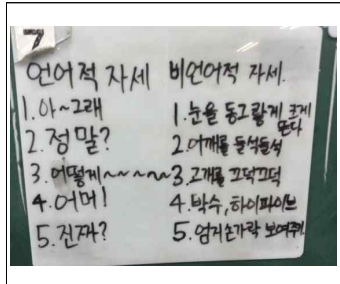 7
언어적 자세
1. 아~그래
2. 정말?
3. 어떻게~~~~
4. 어머!
5. 진짜?
비언어적 자세.
1. 눈을 동그랗게 크게
뜬다
2. 어깨를 들석들석
3. 고개를 끄덕끄덕
4. 박수, 하이파이브
5. 엄지손가락 보여주기.